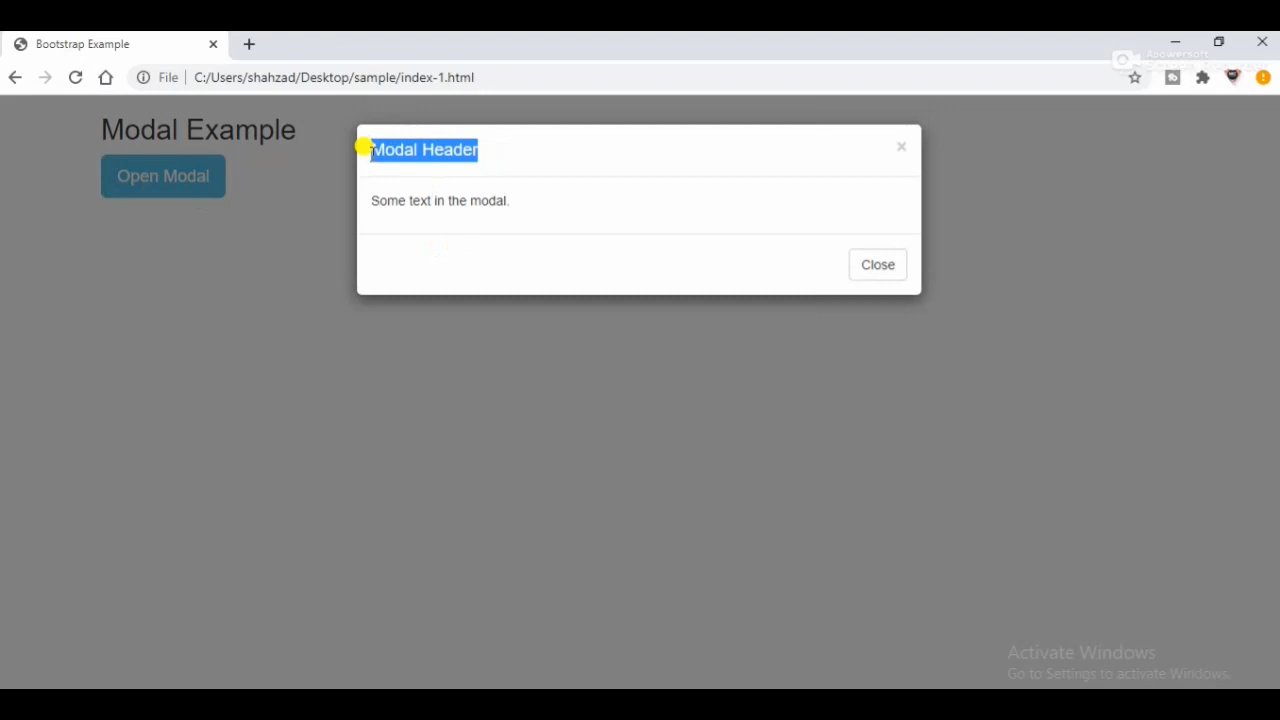 Bootstrap Example
File
C:/Users/shahzad/Desktop/sample/index-1.html
Apowersoft
Modal Example
Open Modal
Modal Header
×
Some text in the modal.
Close
Activate Windows
Go to Settings to activate Windows.